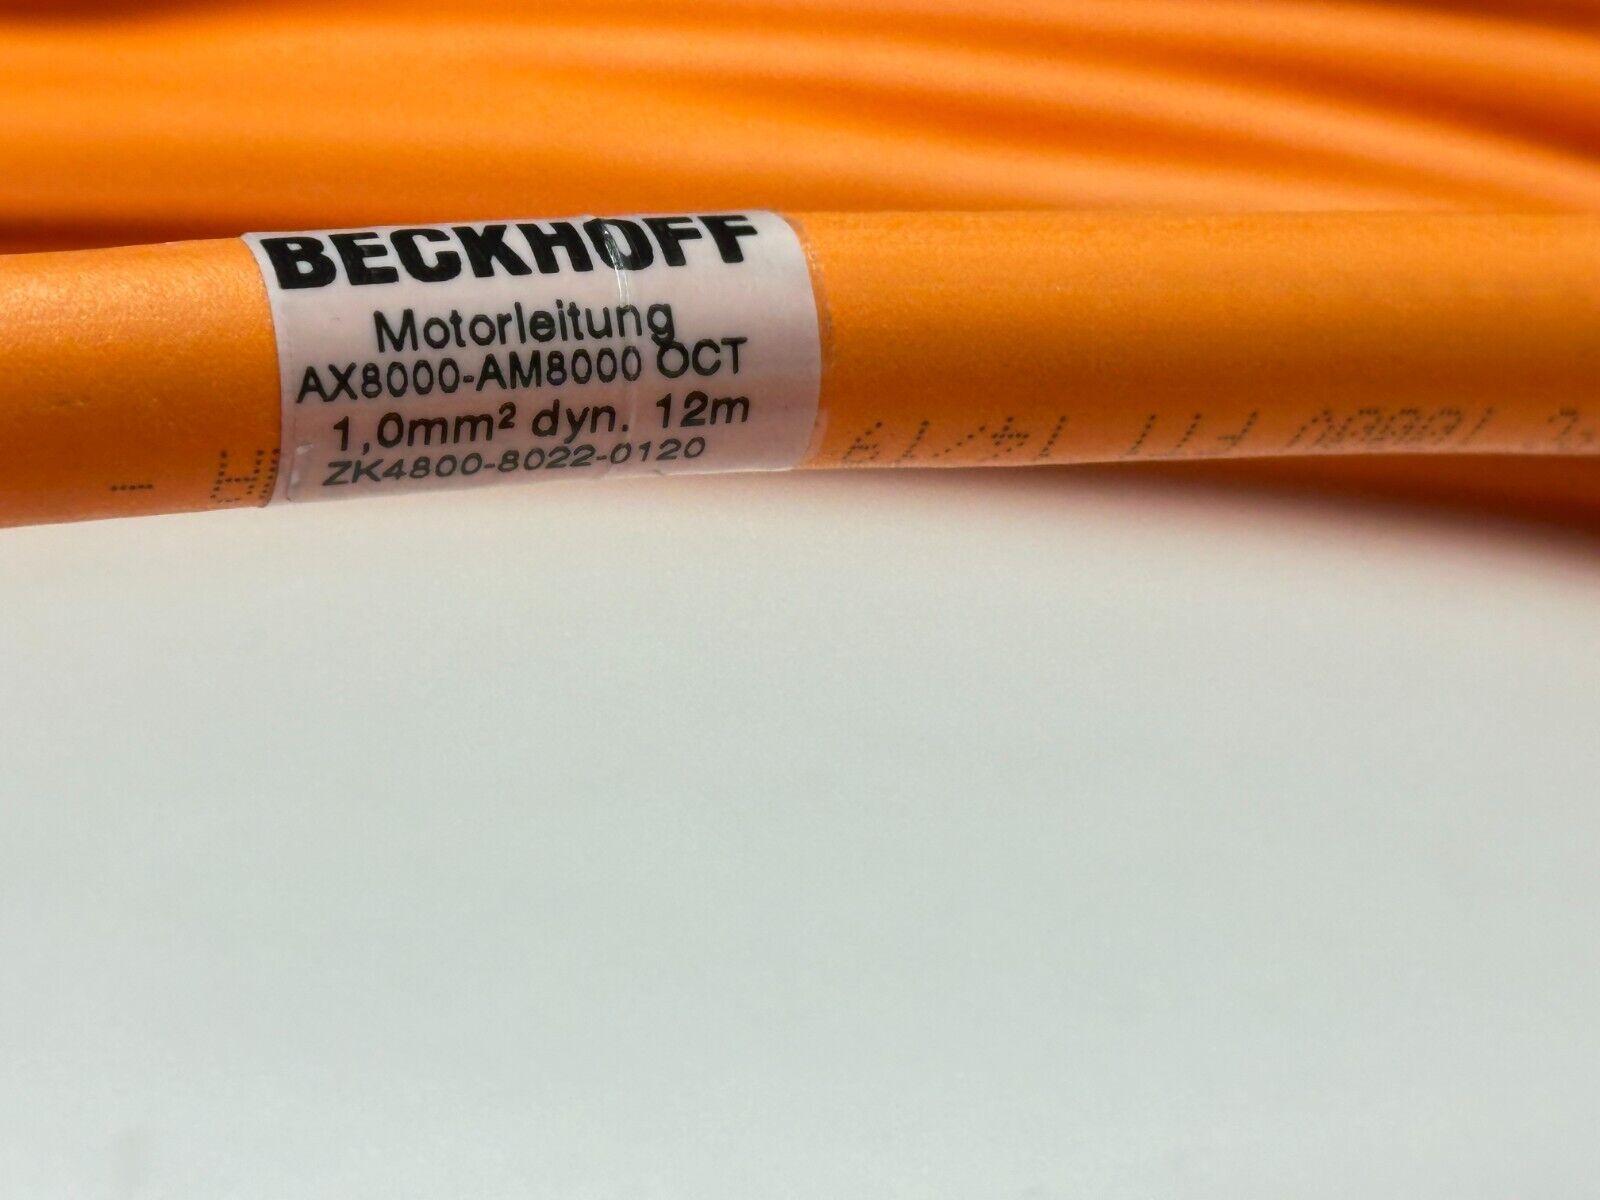 BECKHOFF
Motorleitung
AX8000-AM8000 OCT
1,0mm² dyn. 12m
ZK4800-8022-0120